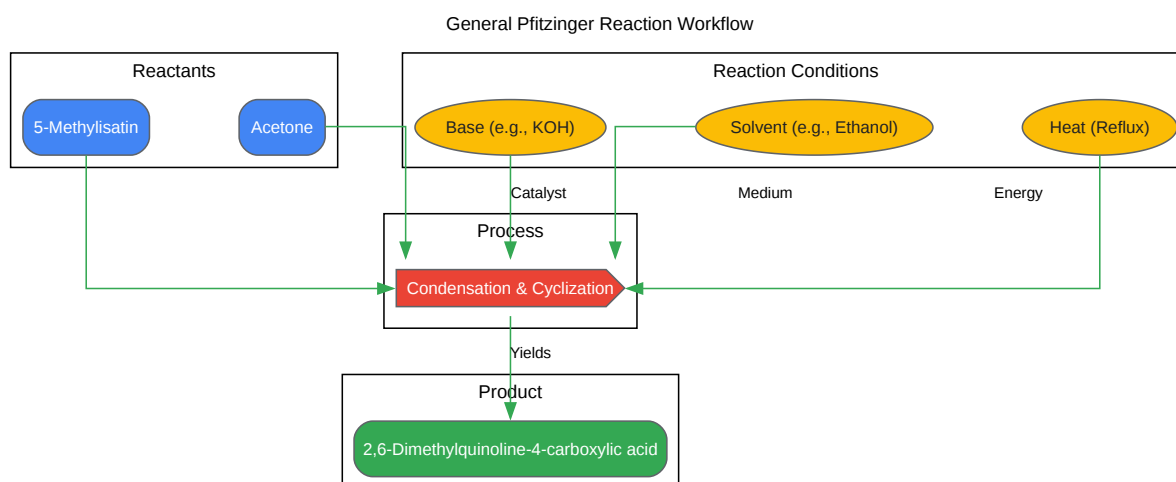 General Pfitzinger Reaction Workflow
Reactants
Reaction Conditions
5-Methylisatin
Acetone
Base (e.g., KOH)
Solvent (e.g., Ethanol)
Heat (Reflux)
Catalyst
Medium
Energy
Process
Condensation & Cyclization
Yields
Product
2,6-Dimethylquinoline-4-carboxylic acid